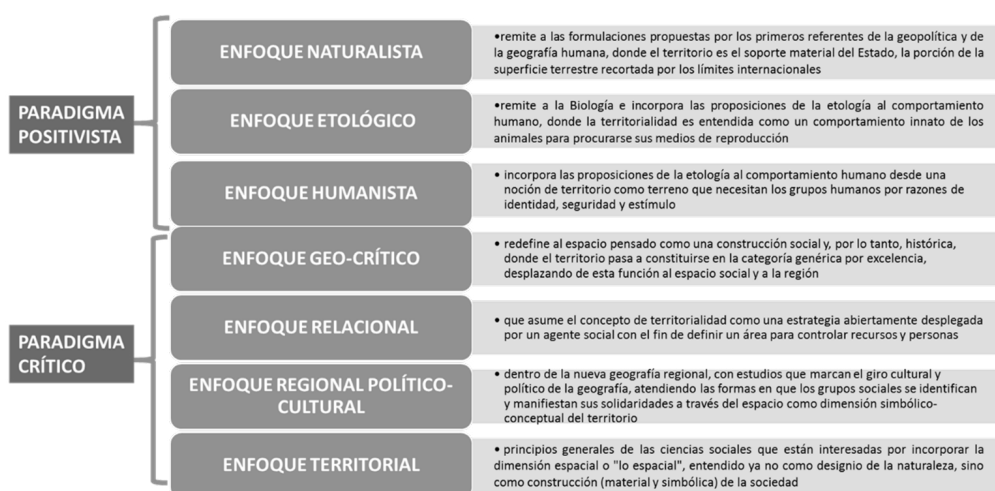 PARADIGMA
POSITIVISTA
ENFOQUE NATURALISTA
•remite a las formulaciones propuestas por los primeros referentes de la geopolítica y de
la geografía humana, donde el territorio es el soporte material del Estado, la porción de la
superficie terrestre recortada por los límites internacionales
ENFOQUE ETOLÓGICO
•remite a la Biología e incorpora las proposiciones de la etología al comportamiento
humano, donde la territorialidad es entendida como un comportamiento innato de los
animales para procurarse sus medios de reproducción
ENFOQUE HUMANISTA
• incorpora las proposiciones de la etología al comportamiento humano desde una
noción de territorio como terreno que necesitan los grupos humanos por razones de
identidad, seguridad y estímulo
PARADIGMA
CRÍTICO
ENFOQUE GEO-CRÍTICO
• redefine al espacio pensado como una construcción social y, por lo tanto, histórica,
donde el territorio pasa a constituirse en la categoría genérica por excelencia,
desplazando de esta función al espacio social y a la región
ENFOQUE RELACIONAL
• que asume el concepto de territorialidad como una estrategia abiertamente desplegada
por un agente social con el fin de definir un área para controlar recursos y personas
ENFOQUE REGIONAL POLÍTICO-
CULTURAL
• dentro de la nueva geografía regional, con estudios que marcan el giro cultural y
político de la geografía, atendiendo las formas en que los grupos sociales se identifican
y manifiestan sus solidaridades a través del espacio como dimensión simbólico-
conceptual del territorio
ENFOQUE TERRITORIAL
• principios generales de las ciencias sociales que están interesadas por incorporar la
dimensión espacial o "lo espacial", entendido ya no como designio de la naturaleza, sino
como construcción (material y simbólica) de la sociedad